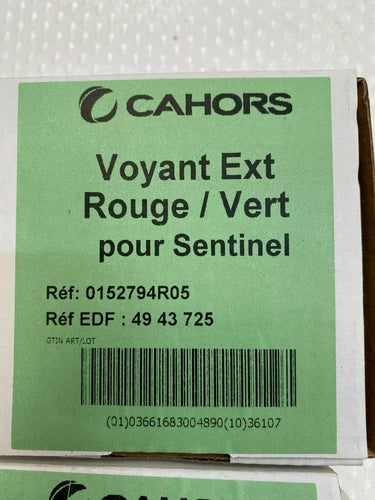 CAHORS
Voyant Ext
Rouge / Vert
pour Sentinel
Réf: 0152794R05
Réf EDF : 49 43 725
GTIN ART/LOT
(01)03661683004890(10)36107
CAHORS